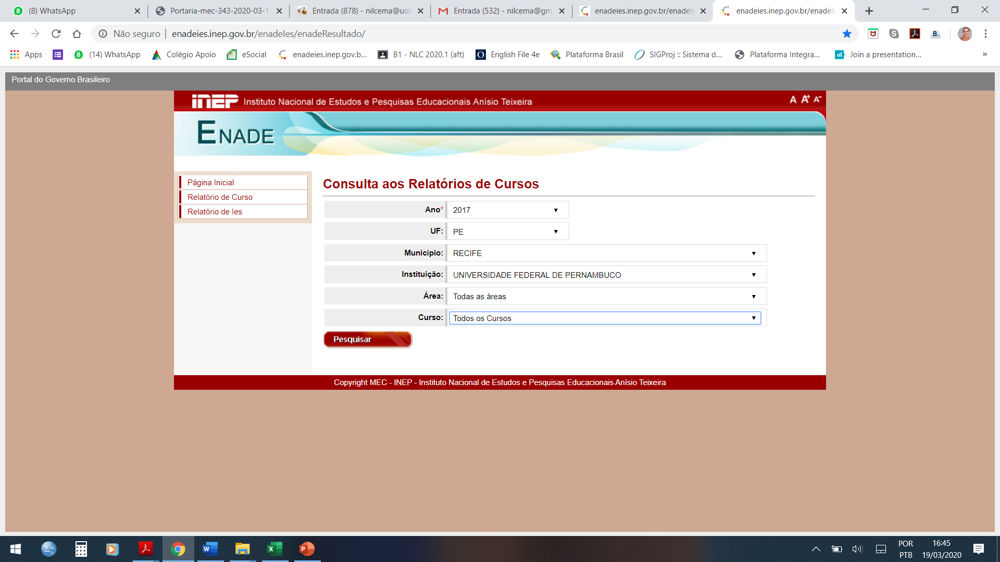 (8) WhatsApp
Portaria-mec-343-2020-03-1
Entrada (878) - nilcema@uol
Entrada (532) - nilcema@gm
enadeies.inep.gov.br/enadele
enadeies.inep.gov.br/enadele
Não seguro | enadeies.inep.gov.br/enadeles/enadeResultado/
Apps
(14) WhatsApp
Colégio Apoio
eSocial
enadeies.inep.gov.b...
B1 - NLC 2020.1 (aft)
English File 4e
Plataforma Brasil
SIGProj :: Sistema d...
Plataforma Integra...
Join a presentation...
»
Portal do Governo Brasileiro
inep Instituto Nacional de Estudos e Pesquisas Educacionais Anísio Teixeira
A A+ A-
ENADE
Página Inicial
Relatório de Curso
Relatório de Ies
Consulta aos Relatórios de Cursos
Ano* 2017
UF: PE
Município: RECIFE
Instituição: UNIVERSIDADE FEDERAL DE PERNAMBUCO
Área: Todas as áreas
Curso: Todos os Cursos
Pesquisar
Copyright MEC - INEP - Instituto Nacional de Estudos e Pesquisas Educacionais Anísio Teixeira
POR
PTB
16:45
19/03/2020